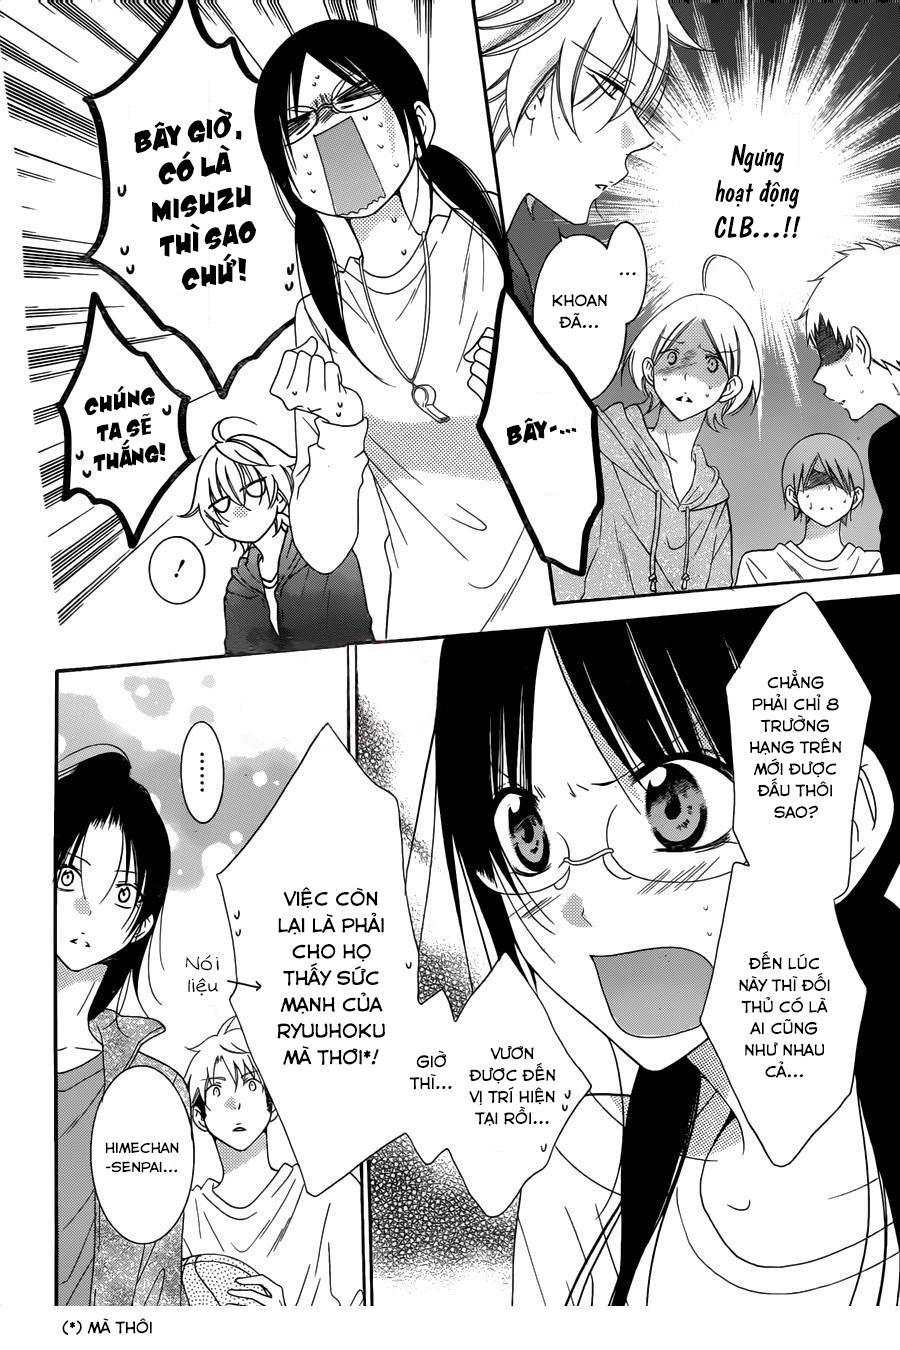 Ngưng
hoạt động
CLB...!!
...
KHOAN
ĐÃ...
BÂY-...
BÂY GIỜ,
CÓ LÀ
MISUZU
THÌ SAO
CHỨ!
CHÚNG
TA SẼ
THẮNG!
!
CHẲNG
PHẢI CHỈ 8
TRƯỜNG
HẠNG TRÊN
MỚI ĐƯỢC
ĐẤU THÔI
SAO?
ĐẾN LÚC
NÀY THÌ ĐỐI
THỦ CÓ LÀ
AI CŨNG
NHƯ NHAU
CẢ...
VƯƠN
ĐƯỢC ĐẾN
VỊ TRÍ HIỆN
TẠI RỒI...
GIỜ
THÌ...
VIỆC CÒN
LẠI LÀ PHẢI
CHO HỌ
THẤY SỨC
MẠNH CỦA
RYUUHOKU
MÀ THƠI*!
Nói
liệu
......
HIMECHAN
-SENPAI...
(*) MÀ THÔI